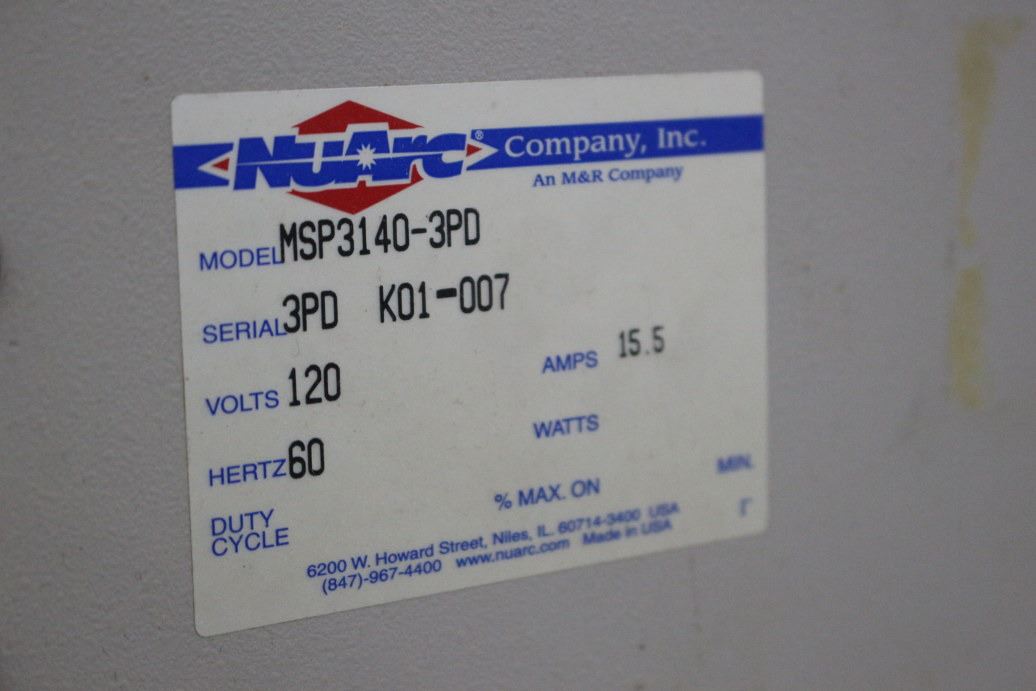 NuArc® Company, Inc.
An M&R Company
MODEL MSP3140-3PD
SERIAL 3PD K01-007
VOLTS 120 AMPS 15.5
HERTZ 60 WATTS
DUTY CYCLE % MAX. ON MIN.
6200 W. Howard Street, Niles, IL. 60714-3400 USA
(847)-967-4400 www.nuarc.com Made in USA